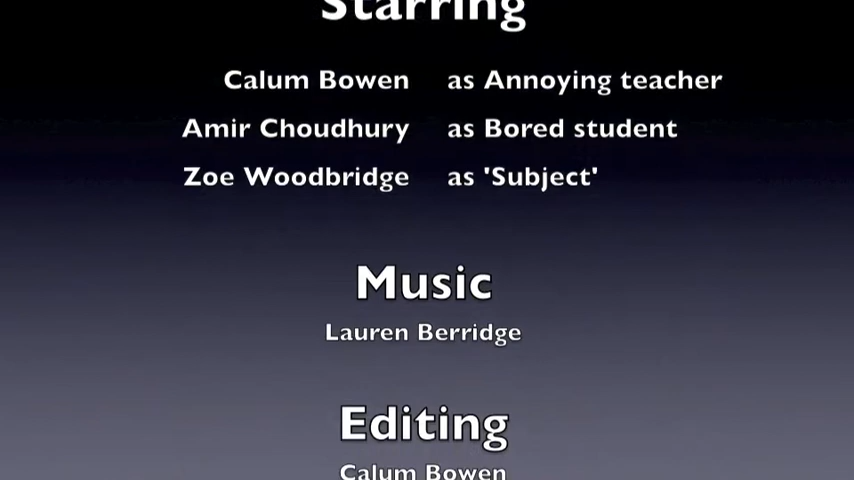 Starring
Calum Bowen as Annoying teacher
Amir Choudhury as Bored student
Zoe Woodbridge as 'Subject'
Music
Lauren Berridge
Editing
Calum Bowen